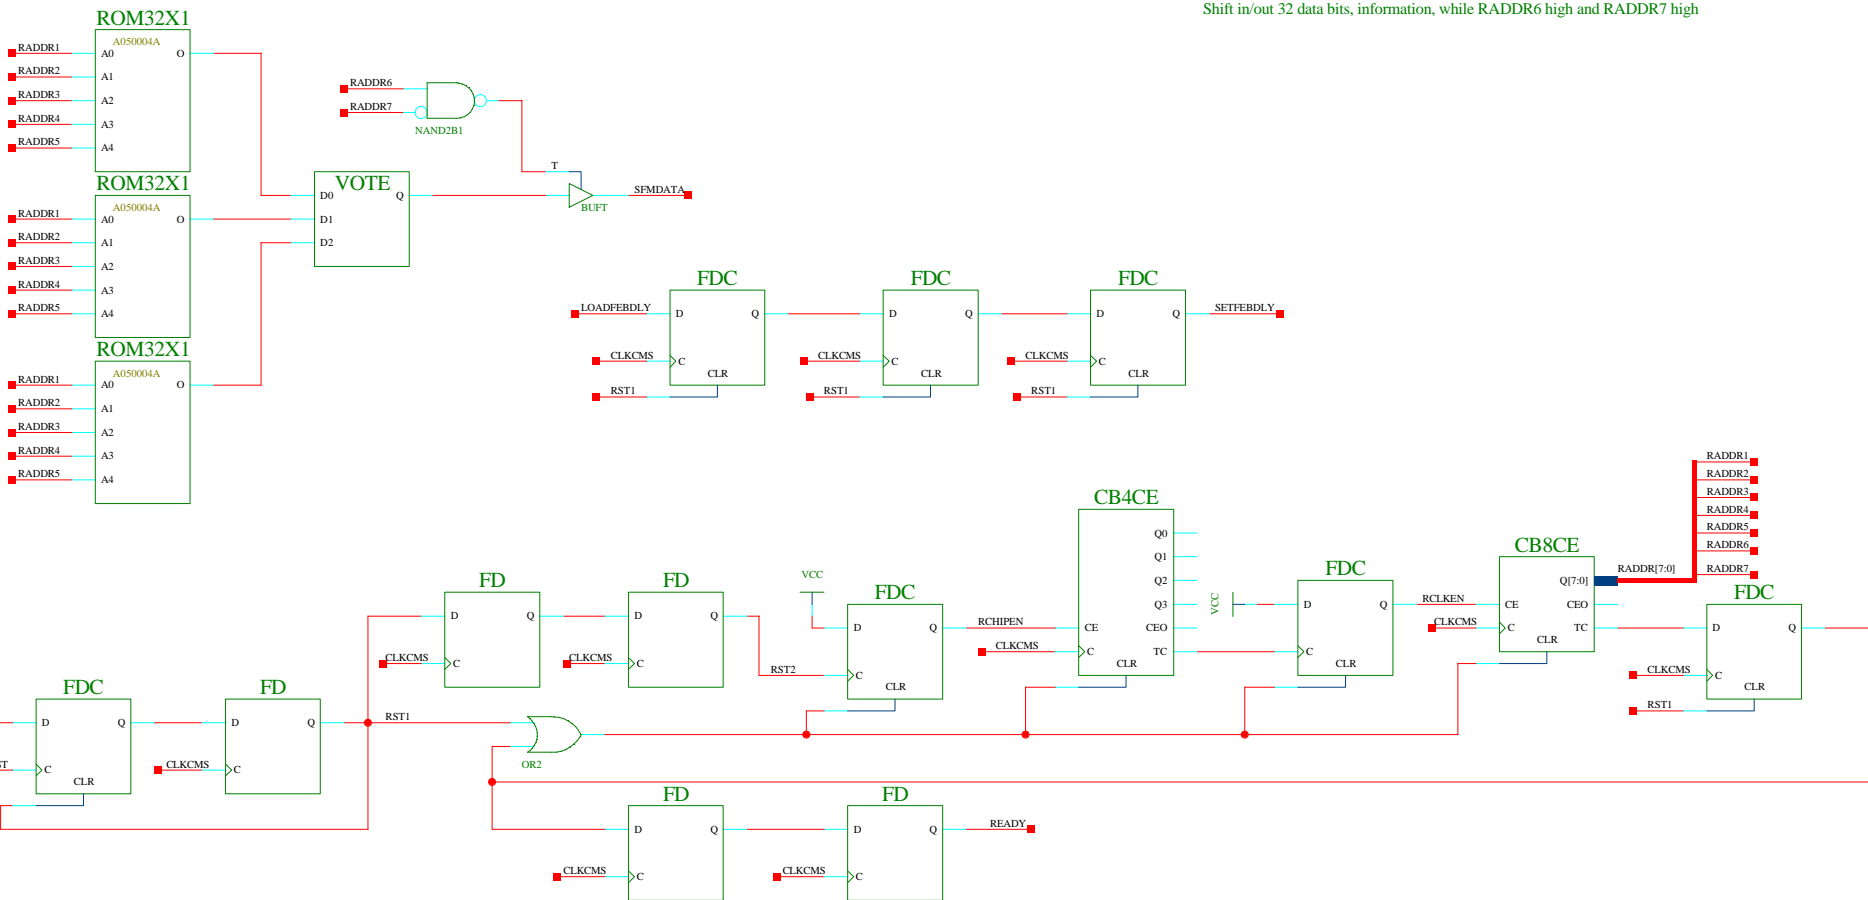 Shift in/out 32 data bits, information, while RADDR6 high and RADDR7 high
ROM32X1
A050004A
RADDR1 A0 O
RADDR2 A1
RADDR3 A2
RADDR4 A3
RADDR5 A4
RADDR6
RADDR7
NAND2B1
ROM32X1
A050004A
RADDR1 A0 O
RADDR2 A1
RADDR3 A2
RADDR4 A3
RADDR5 A4
VOTE
D0 Q
D1
D2
T
BUFT
SFMDATA
ROM32X1
A050004A
RADDR1 A0 O
RADDR2 A1
RADDR3 A2
RADDR4 A3
RADDR5 A4
FDC
LOADFEBDLY D Q
CLKCMS C
CLR
RST1
FDC
D Q
CLKCMS C
CLR
RST1
FDC
D Q SETFEBDLY
CLKCMS C
CLR
RST1
FDC
D Q
C
CLR
FD
D Q
CLKCMS C
RST1
FD
D Q
CLKCMS C
FD
D Q
CLKCMS C
RST2
OR2
VCC
FDC
D Q RCHIPEN
C
CLR
CB4CE
Q0
Q1
Q2
Q3
CE CEO
CLKCMS C TC
CLR
VCC
FDC
D Q RCLKEN
C
CLR
CB8CE
Q[7:0] RADDR[7:0]
CE CEO
CLKCMS C TC
CLR
RADDR1
RADDR2
RADDR3
RADDR4
RADDR5
RADDR6
RADDR7
FDC
D Q
CLKCMS C
CLR
RST1
FD
D Q
CLKCMS C
FD
D Q READY
CLKCMS C